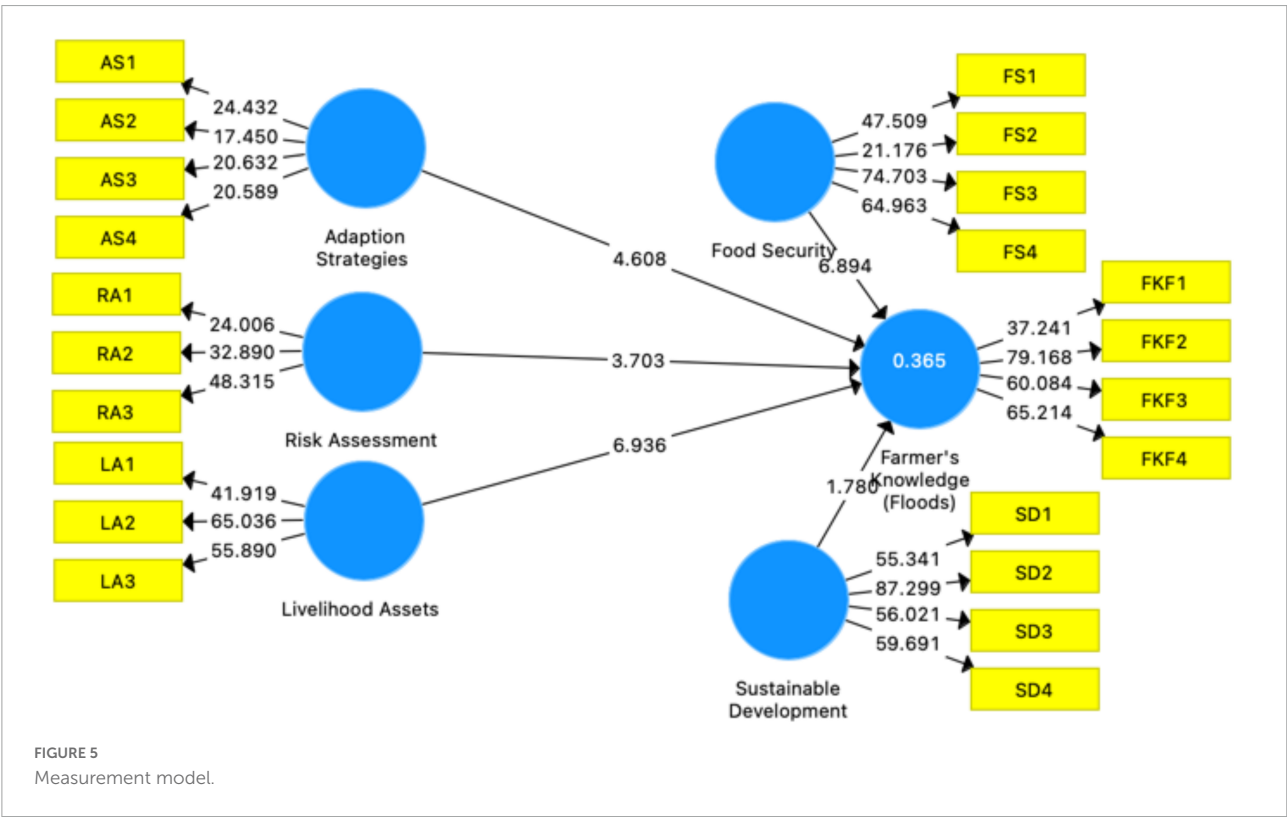 AS1
AS2
AS3
AS4
24.432
17.450
20.632
20.589
Adaption
Strategies
RA1
RA2
RA3
24.006
32.890
48.315
Risk Assessment
LA1
LA2
LA3
41.919
65.036
55.890
Livelihood Assets
4.608
3.703
6.936
Food Security
6.894
47.509
21.176
74.703
64.963
FS1
FS2
FS3
FS4
0.365
Farmer's
Knowledge
(Floods)
37.241
79.168
60.084
65.214
FKF1
FKF2
FKF3
FKF4
1.780
Sustainable
Development
55.341
87.299
56.021
59.691
SD1
SD2
SD3
SD4
FIGURE 5
Measurement model.